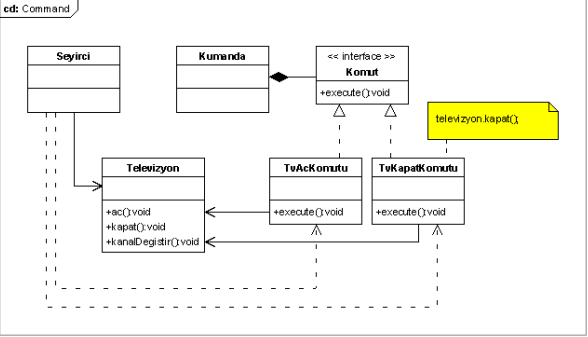 cd: Command
Seyirci
Kumanda
<< interface >>
Komut
+execute():void
televizyon.kapat();
Televizyon
+ac():void
+kapat():void
+kanalDegistir():void
TvAcKomutu
+execute():void
TvKapatKomutu
+execute():void